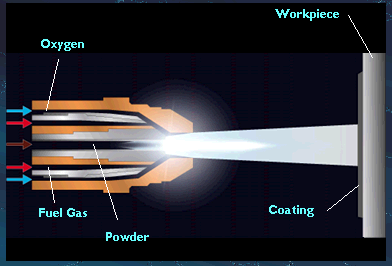 Workpiece
Oxygen
Fuel Gas
Coating
Powder